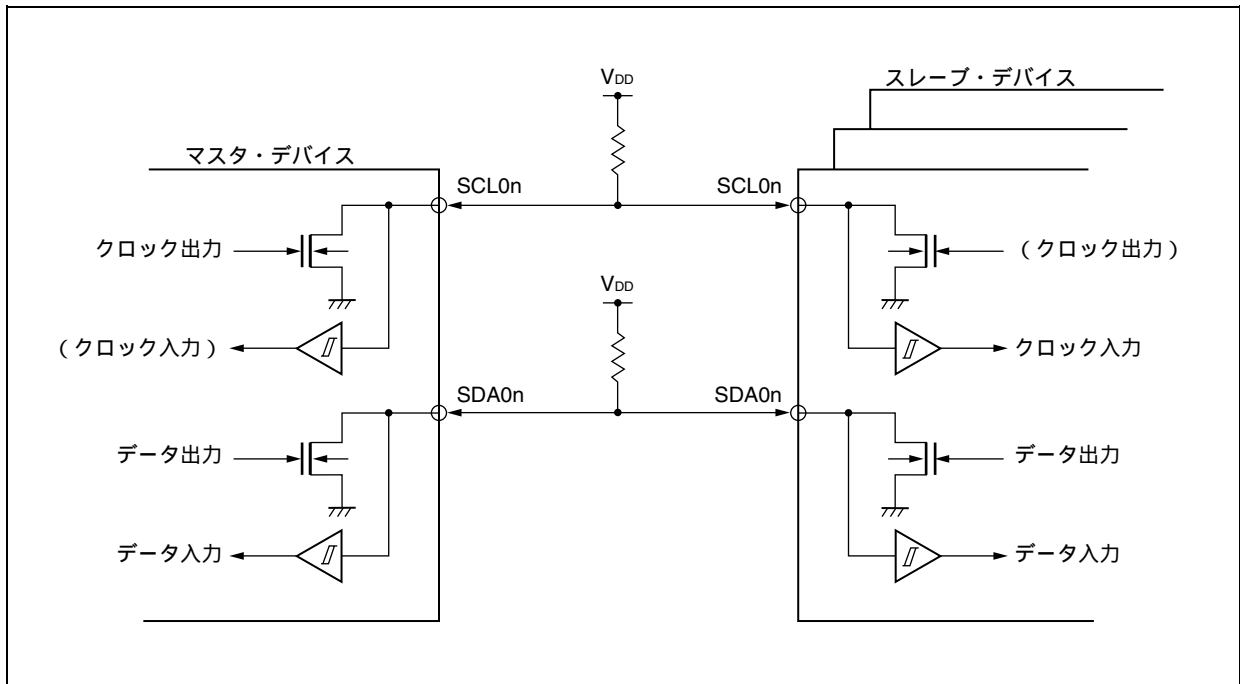 VDD
スレーブ・デバイス
マスタ・デバイス
SCL0n
SCL0n
クロック出力
（クロック出力）
VDD
（クロック入力）
クロック入力
SDA0n
SDA0n
データ出力
データ出力
データ入力
データ入力